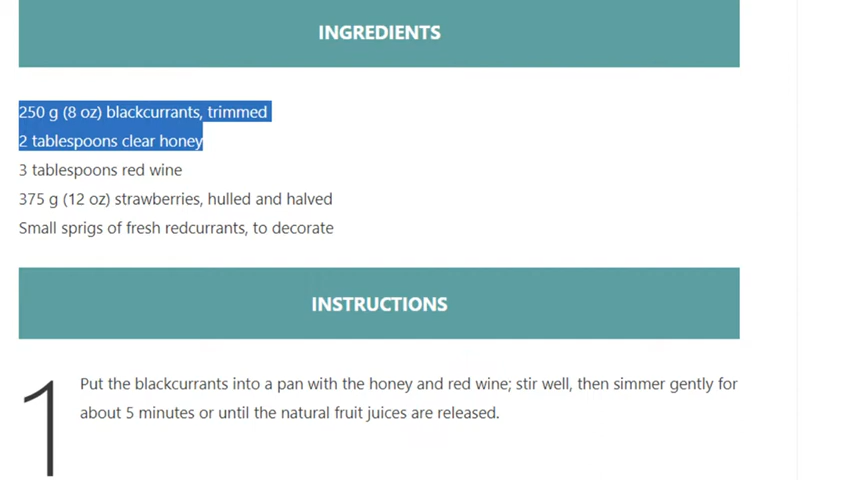 INGREDIENTS
250 g (8 oz) blackcurrants, trimmed
2 tablespoons clear honey
3 tablespoons red wine
375 g (12 oz) strawberries, hulled and halved
Small sprigs of fresh redcurrants, to decorate
INSTRUCTIONS
1
Put the blackcurrants into a pan with the honey and red wine; stir well, then simmer gently for
about 5 minutes or until the natural fruit juices are released.